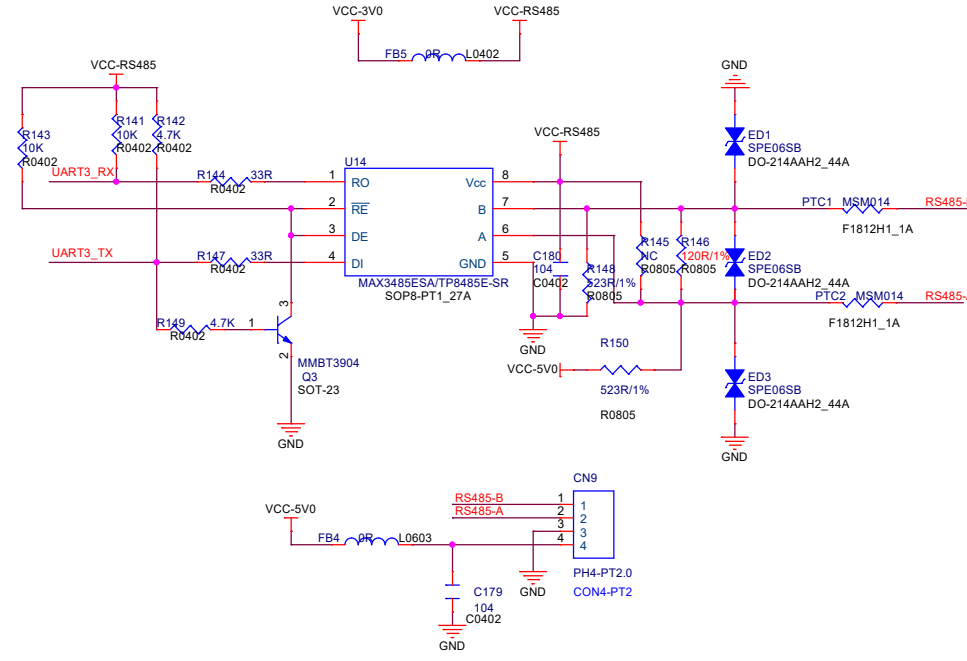 VCC-3V0
VCC-RS485
FB5
0R
L0402
VCC-RS485
GND
R143
10K
R0402
R141
10K
R0402
R142
4.7K
R0402
VCC-RS485
ED1
SPE06SB
DO-214AAH2_44A
UART3_RX
R144
33R
R0402
U14
1
RO
2
RE
3
DE
4
DI
Vcc
8
B
7
A
6
GND
5
MAX3485ESA/TP8485E-SR
SOP8-PT1_27A
PTC1
MSM014
F1812H1_1A
UART3_TX
R147
33R
R0402
C180
104
C0402
R148
523R/1%
R0805
R145
NC
R0805
R146
120R/1%
R0805
ED2
SPE06SB
DO-214AAH2_44A
PTC2
MSM014
F1812H1_1A
R149
4.7K
R0402
1
3
2
MMBT3904
Q3
SOT-23
GND
GND
R150
VCC-5V0
523R/1%
R0805
ED3
SPE06SB
DO-214AAH2_44A
GND
CN9
RS485-B
1
1
RS485-A
2
2
3
3
4
4
VCC-5V0
FB4
0R
L0603
GND
PH4-PT2.0
CON4-PT2
C179
104
C0402
GND